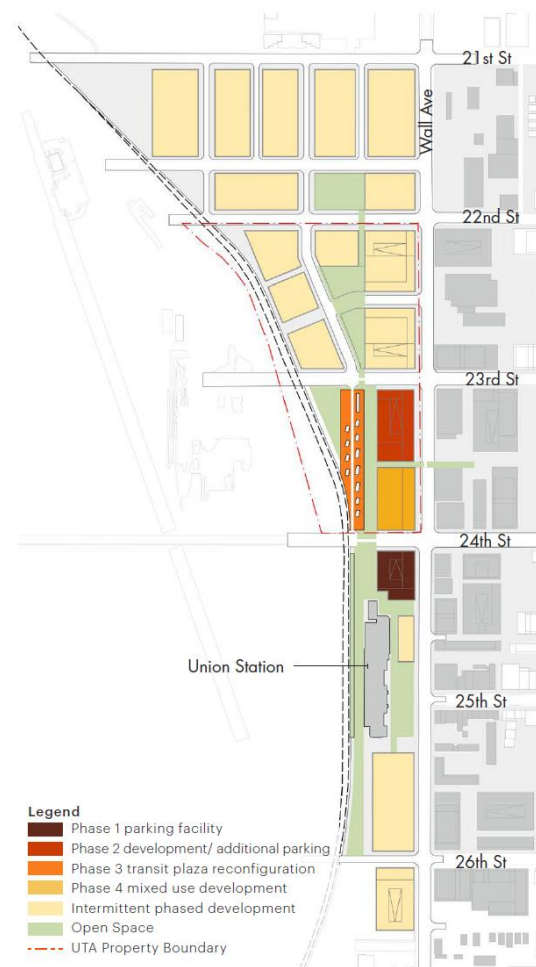 21st St
Wall Ave
22nd St
23rd St
24th St
Union Station
25th St
26th St
Legend
Phase 1 parking facility
Phase 2 development/ additional parking
Phase 3 transit plaza reconfiguration
Phase 4 mixed use development
Intermittent phased development
Open Space
UTA Property Boundary